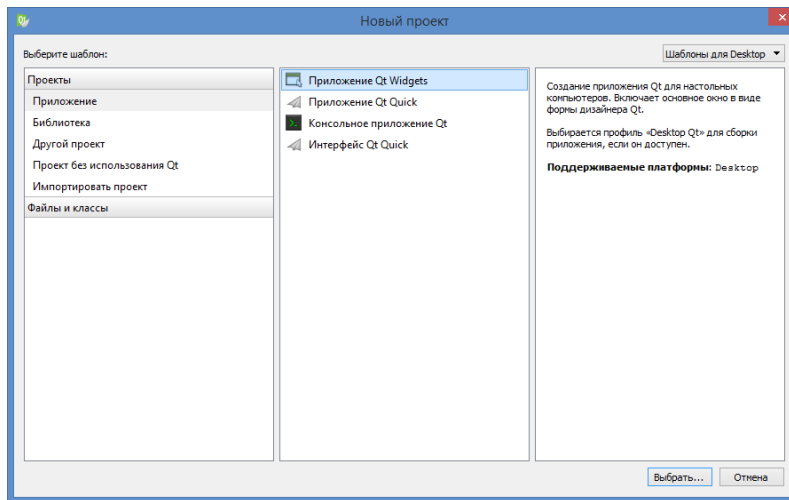 Новый проект
Выберите шаблон:
Шаблоны для Desktop
Проекты
Приложение
Библиотека
Другой проект
Проект без использования Qt
Импортировать проект
Файлы и классы
Приложение Qt Widgets
Приложение Qt Quick
Консольное приложение Qt
Интерфейс Qt Quick
Создание приложения Qt для настольных
компьютеров. Включает основное окно в виде
формы дизайнера Qt.
Выбирается профиль «Desktop Qt» для сборки
приложения, если он доступен.
Поддерживаемые платформы: Desktop
Выбрать...
Отмена